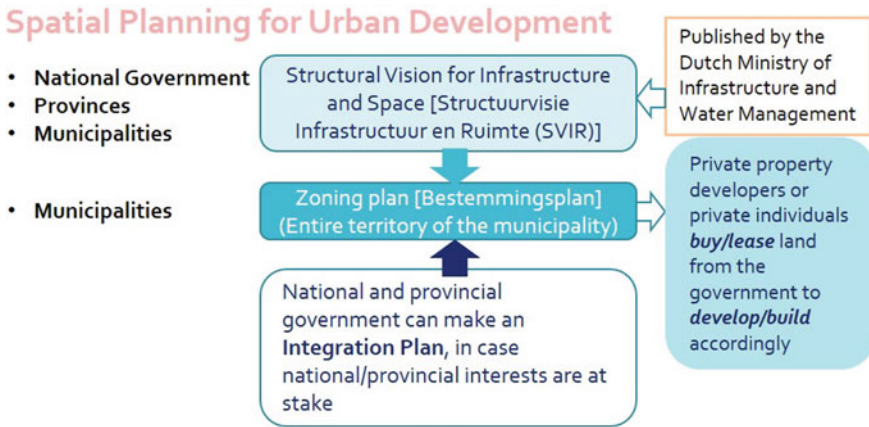 Spatial Planning for Urban Development
• National Government
• Provinces
• Municipalities
Structural Vision for Infrastructure
and Space [Structuurvisie
Infrastructuur en Ruimte (SVIR)]
Published by the
Dutch Ministry of
Infrastructure and
Water Management
• Municipalities
Zoning plan [Bestemmingsplan]
(Entire territory of the municipality)
Private property
developers or
private individuals
buy/lease land
from the
government to
develop/build
accordingly
National and provincial
government can make an
Integration Plan, in case
national/provincial interests are at
stake